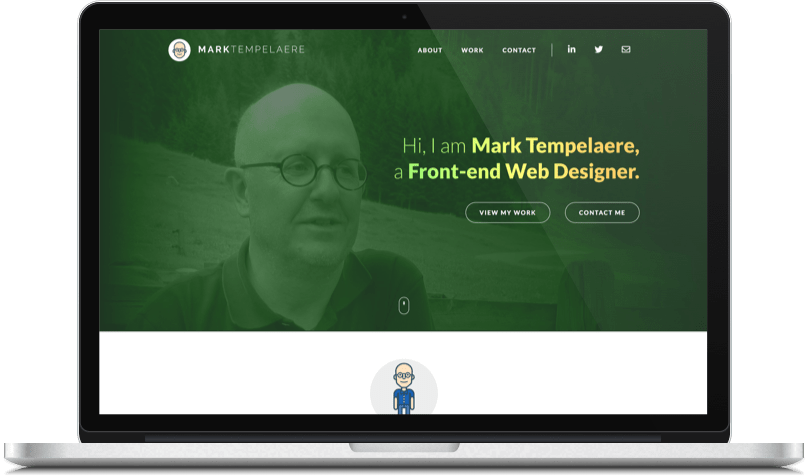 MARKTEMPELAERE
ABOUT WORK CONTACT
Hi, I am Mark Tempelaere,
a Front-end Web Designer.
VIEW MY WORK CONTACT ME